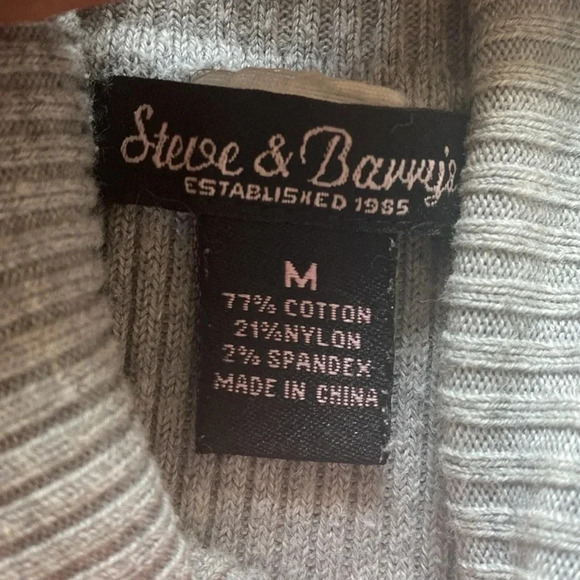 Steve & Barry's
ESTABLISHED 1985
M
77% COTTON
21%NYLON
2% SPANDEX
MADE IN CHINA